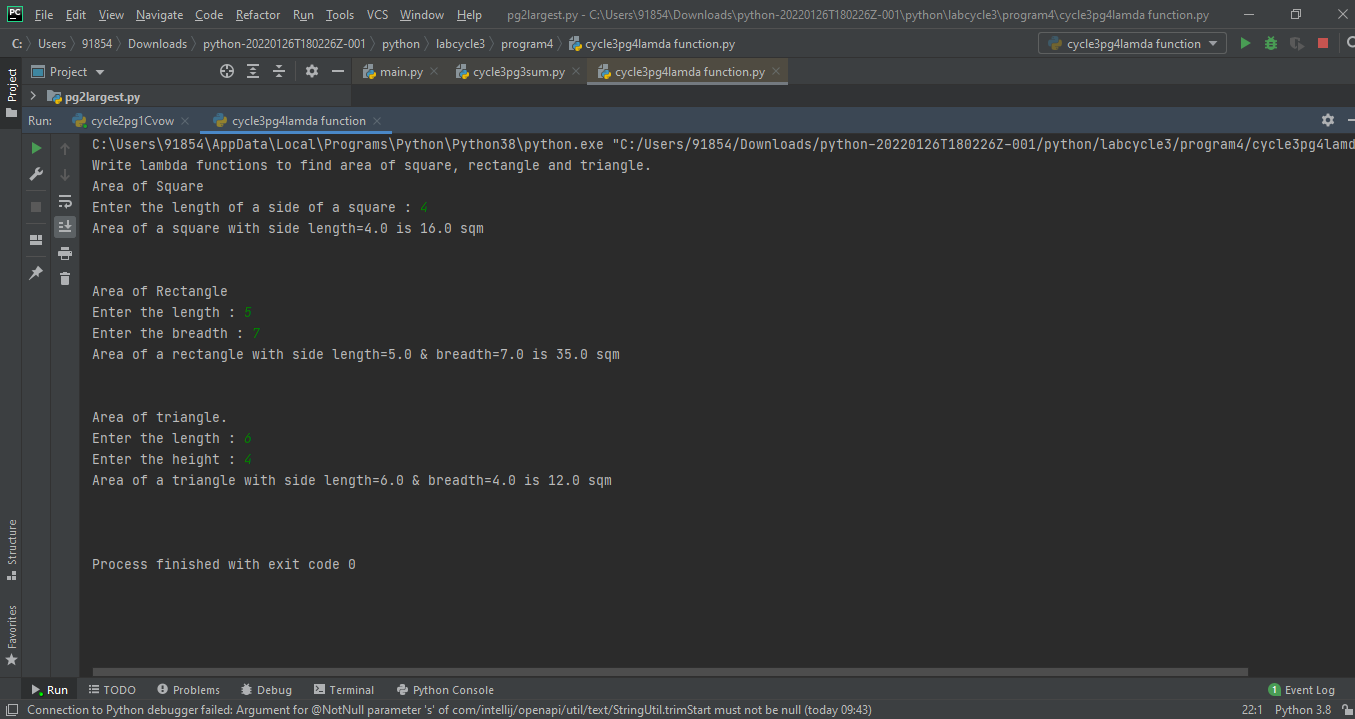 PC File Edit View Navigate Code Refactor Run Tools VCS Window Help pg2largest.py - C:\Users\91854\Downloads\python-20220126T180226Z-001\python\labcycle3\program4\cycle3pg4lamda function.py
C: Users 91854 Downloads python-20220126T180226Z-001 python labcycle3 program4 cycle3pg4lamda function.py cycle3pg4lamda function
Project main.py cycle3pg3sum.py cycle3pg4lamda function.py
Project
pg2largest.py
Run: cycle2pg1Cvow cycle3pg4lamda function
C:\Users\91854\AppData\Local\Programs\Python\Python38\python.exe "C:/Users/91854/Downloads/python-20220126T180226Z-001/python/labcycle3/program4/cycle3pg4lamd
Write lambda functions to find area of square, rectangle and triangle.
Area of Square
Enter the length of a side of a square : 4
Area of a square with side length=4.0 is 16.0 sqm
Area of Rectangle
Enter the length : 5
Enter the breadth : 7
Area of a rectangle with side length=5.0 & breadth=7.0 is 35.0 sqm
Area of triangle.
Enter the length : 6
Enter the height : 4
Area of a triangle with side length=6.0 & breadth=4.0 is 12.0 sqm
Process finished with exit code 0
Structure
Favorites
Run TODO Problems Debug Terminal Python Console 1 Event Log
Connection to Python debugger failed: Argument for @NotNull parameter 's' of com/intellij/openapi/util/text/StringUtil.trimStart must not be null (today 09:43) 22:1 Python 3.8